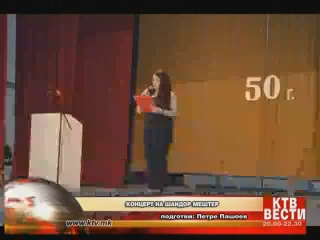 50 г.
КОНЦЕРТ НА ШАНДОР МЕШТЕР
подготви: Петре Пашоев
www.ktv.mk
КТВ
ВЕСТИ
20.00-22.30